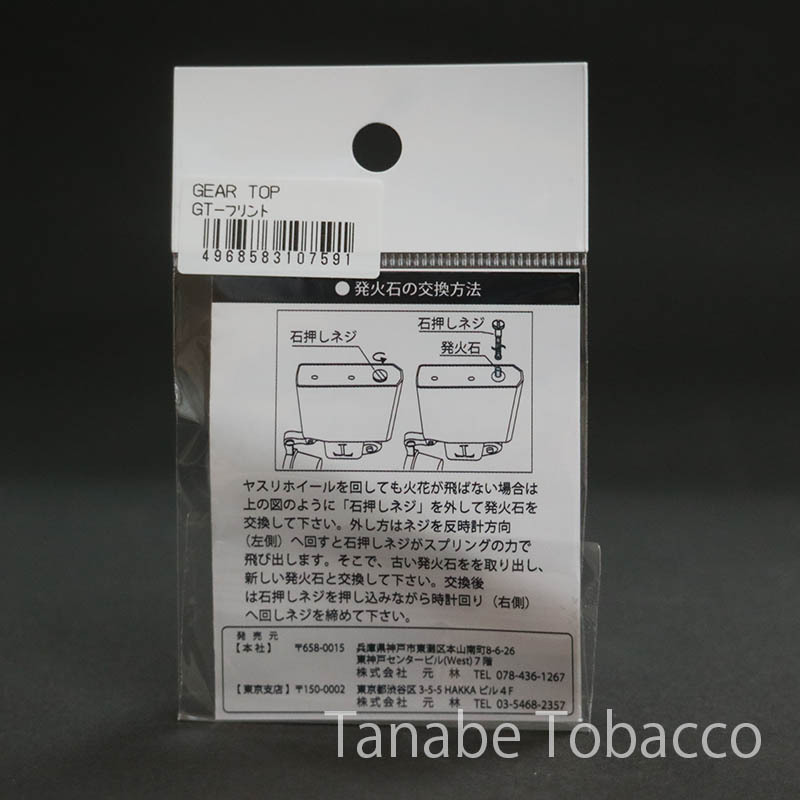 GEAR TOP
GT-フリント
4968583107591
● 発火石の交換方法
石押しネジ
石押しネジ
発火石
ヤスリホイールを回しても火花が飛ばない場合は
上の図のように「石押しネジ」を外して発火石を
交換して下さい。外し方はネジを反時計方向
（左側）へ回すと石押しネジがスプリングの力で
飛び出します。そこで、古い発火石をを取り出し、
新しい発火石と交換して下さい。交換後
は石押しネジを押し込みながら時計回り（右側）
へ回しネジを締めて下さい。
発 売 元
【本社】 〒658-0015 兵庫県神戸市東灘区本山南町8-6-26
東神戸センタービル(West) 7 階
株式会社 元 林 TEL 078-436-1267
【東京支店】 〒150-0002 東京都渋谷区 3-5-5 HAKKA ビル 4 F
株式会社 元 林 TEL 03-5468-2357
Tanabe Tobacco